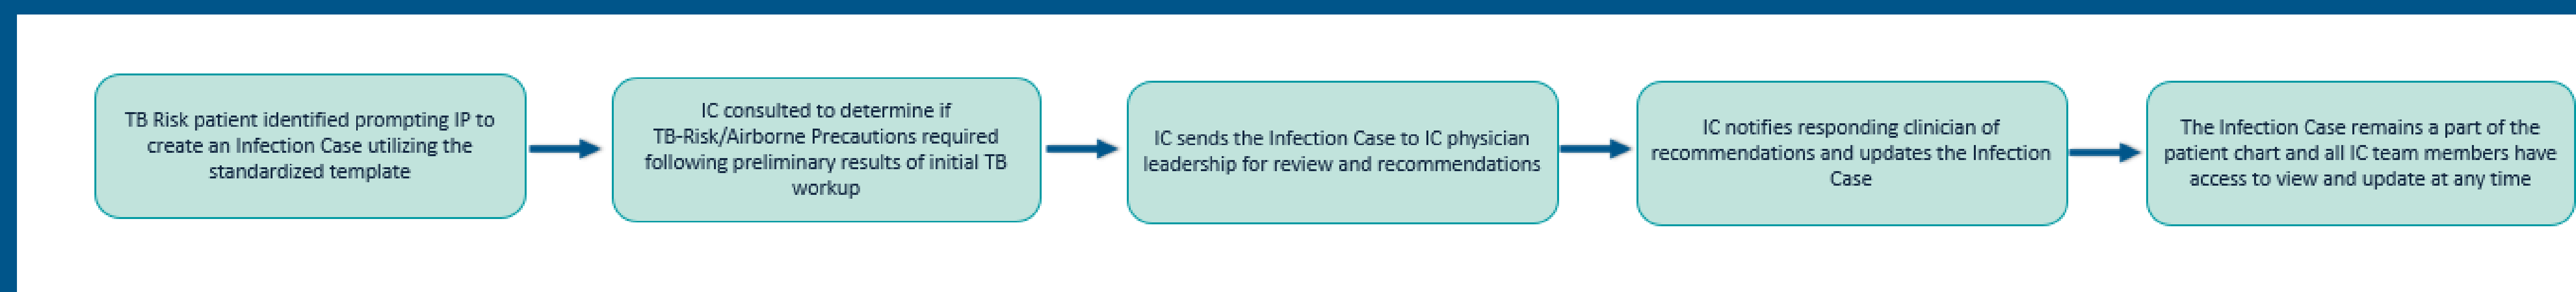 TB Risk patient identified prompting IP to
create an Infection Case utilizing the
standardized template
IC consulted to determine if
TB-Risk/Airborne Precautions required
following preliminary results of initial TB
workup
IC sends the Infection Case to IC physician
leadership for review and recommendations
IC notifies responding clinician of
recommendations and updates the Infection
Case
The Infection Case remains a part of the
patient chart and all IC team members have
access to view and update at any time